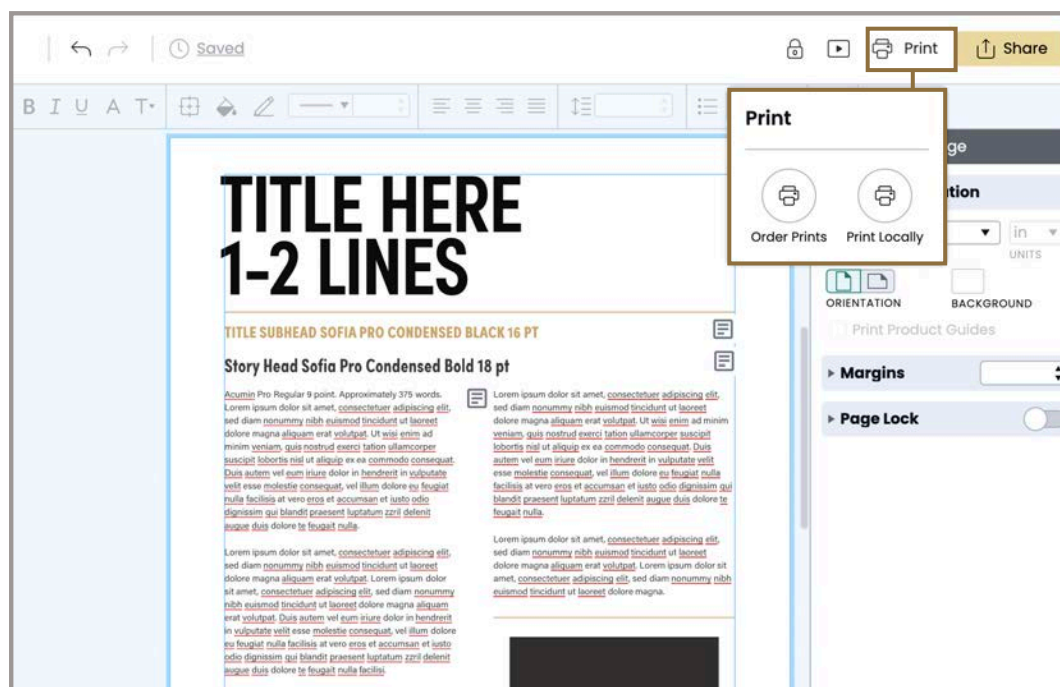 Saved
Print
Share
B I U A T
Print
Order Prints
Print Locally
ge
tion
in
UNITS
ORIENTATION
BACKGROUND
Print Product Guides
Margins
Page Lock
TITLE HERE
1-2 LINES
TITLE SUBHEAD SOFIA PRO CONDENSED BLACK 16 PT
Story Head Sofia Pro Condensed Bold 18 pt
Acumin Pro Regular 9 point. Approximately 375 words.
Lorem ipsum dolor sit amet, consectetuer adipiscing elit,
sed diam nonummy nibh euismod tincidunt ut laoreet
dolore magna aliquam erat volutpat. Ut wisi enim ad
minim veniam, quis nostrud exerci tation ullamcorper
suscipit lobortis nisl ut aliquip ex ea commodo consequat.
Duis autem vel eum iriure dolor in hendrerit in vulputate
velit esse molestie consequat, vel illum dolore eu feugiat
nulla facilisis at vero eros et accumsan et iusto odio
dignissim qui blandit praesent luptatum zzril delenit
augue duis dolore te feugait nulla.
Lorem ipsum dolor sit amet, consectetuer adipiscing elit,
sed diam nonummy nibh euismod tincidunt ut laoreet
dolore magna aliquam erat volutpat. Lorem ipsum dolor
sit amet, consectetuer adipiscing elit, sed diam nonummy
nibh euismod tincidunt ut laoreet dolore magna aliquam
erat volutpat. Duis autem vel eum iriure dolor in hendrerit
in vulputate velit esse molestie consequat, vel illum dolore
eu feugiat nulla facilisis at vero eros et accumsan et iusto
odio dignissim qui blandit praesent luptatum zzril delenit
augue duis dolore te feugait nulla facilisi.
Lorem ipsum dolor sit amet, consectetuer adipiscing elit,
sed diam nonummy nibh euismod tincidunt ut laoreet
dolore magna aliquam erat volutpat. Ut wisi enim ad minim
veniam, quis nostrud exerci tation ullamcorper suscipit
lobortis nisl ut aliquip ex ea commodo consequat. Duis
autem vel eum iriure dolor in hendrerit in vulputate velit
esse molestie consequat, vel illum dolore eu feugiat nulla
facilisis at vero eros et accumsan et iusto odio dignissim qui
blandit praesent luptatum zzril delenit augue duis dolore te
feugait nulla.
Lorem ipsum dolor sit amet, consectetuer adipiscing elit,
sed diam nonummy nibh euismod tincidunt ut laoreet
dolore magna aliquam erat volutpat. Lorem ipsum dolor sit
amet, consectetuer adipiscing elit, sed diam nonummy nibh
euismod tincidunt ut laoreet dolore magna.